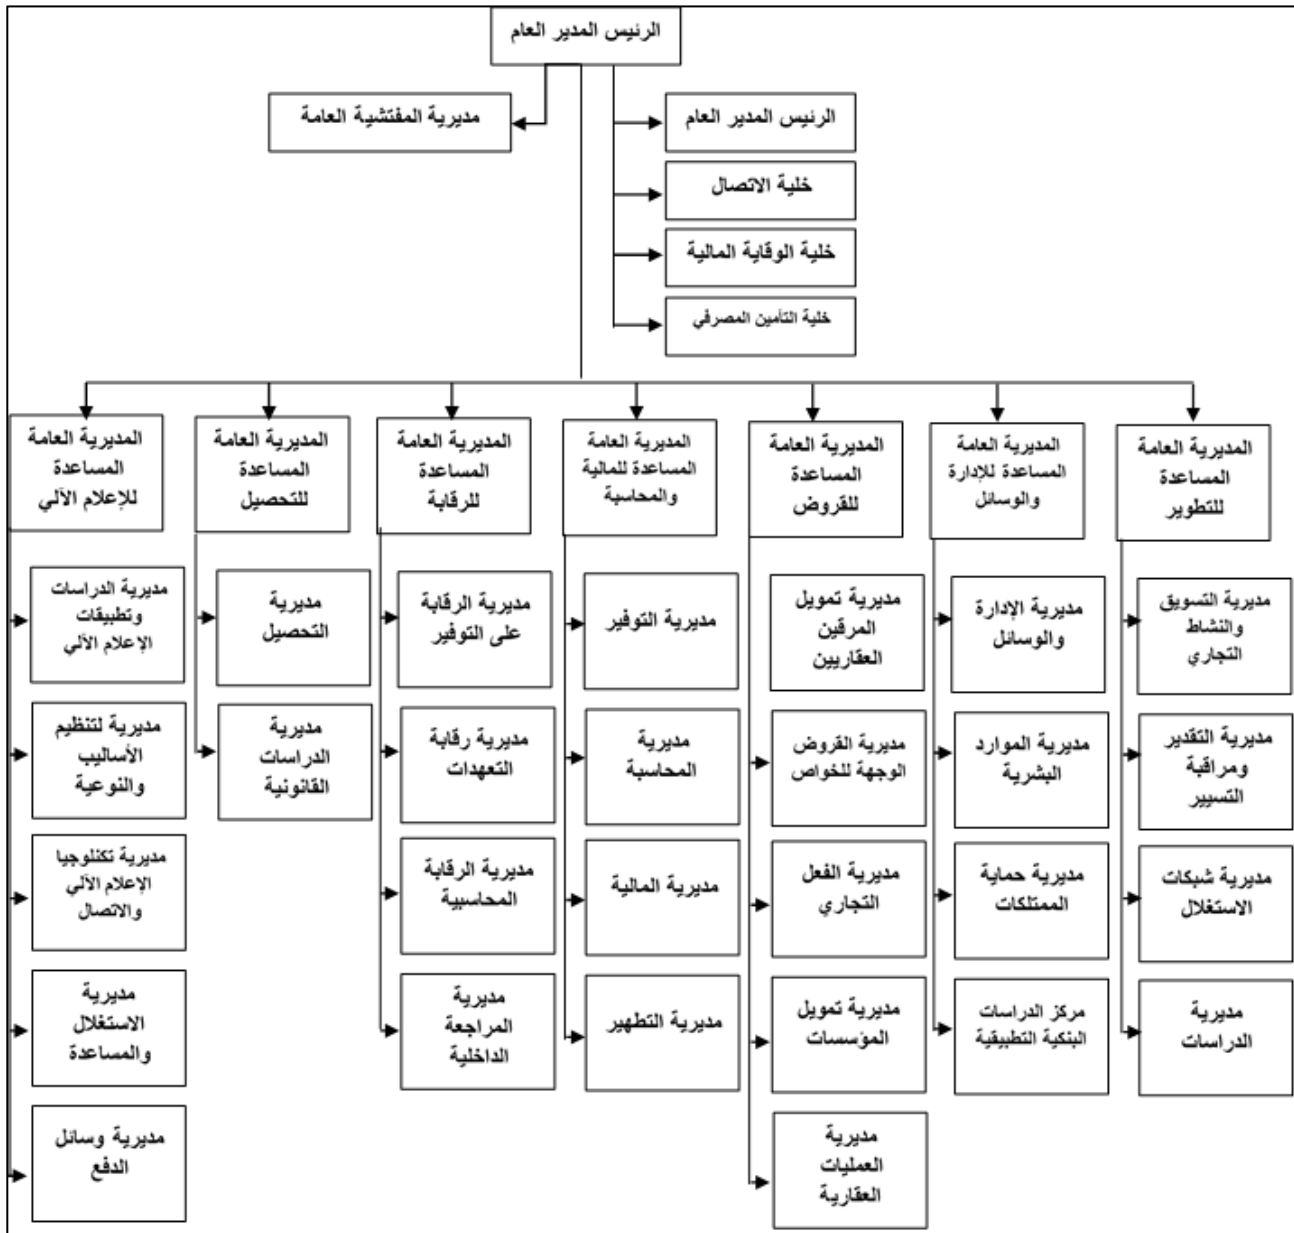 الرئيس المدير العام
الرئيس المدير العام
مديرية المفتشية العامة
خلية الاتصال
خلية الوقاية المالية
خلية التأمين المصرفي
المديرية العامة
المساعدة
للتطوير
المديرية العامة
المساعدة للإدارة
والوسائل
المديرية العامة
المساعدة
للقروض
المديرية العامة
المساعدة للمالية
والمحاسبة
المديرية العامة
المساعدة
للرقابة
المديرية العامة
المساعدة
للتحصيل
المديرية العامة
المساعدة
للإعلام الآلي
مديرية التسويق
والنشاط
التجاري
مديرية التقدير
ومراقبة
التسيير
مديرية شبكات
الاستغلال
مديرية
الدراسات
مديرية الإدارة
والوسائل
مديرية الموارد
البشرية
مديرية حماية
الممتلكات
مركز الدراسات
البنكية التطبيقية
مديرية تمويل
المرقين
العقاريين
مديرية القروض
الوجهة للخواص
مديرية الفعل
التجاري
مديرية تمويل
المؤسسات
مديرية
العمليات
العقارية
مديرية التوفير
مديرية
المحاسبة
مديرية المالية
مديرية التطهير
مديرية الرقابة
على التوفير
مديرية رقابة
التعهدات
مديرية الرقابة
المحاسبية
مديرية
المراجعة
الداخلية
مديرية
التحصيل
مديرية
الدراسات
القانونية
مديرية الدراسات
وتطبيقات
الإعلام الآلي
مديرية لتنظيم
الأساليب
والنوعية
مديرية تكنلوجيا
الإعلام الآلي
والاتصال
مديرية
الاستغلال
والمساعدة
مديرية وسائل
الدفع